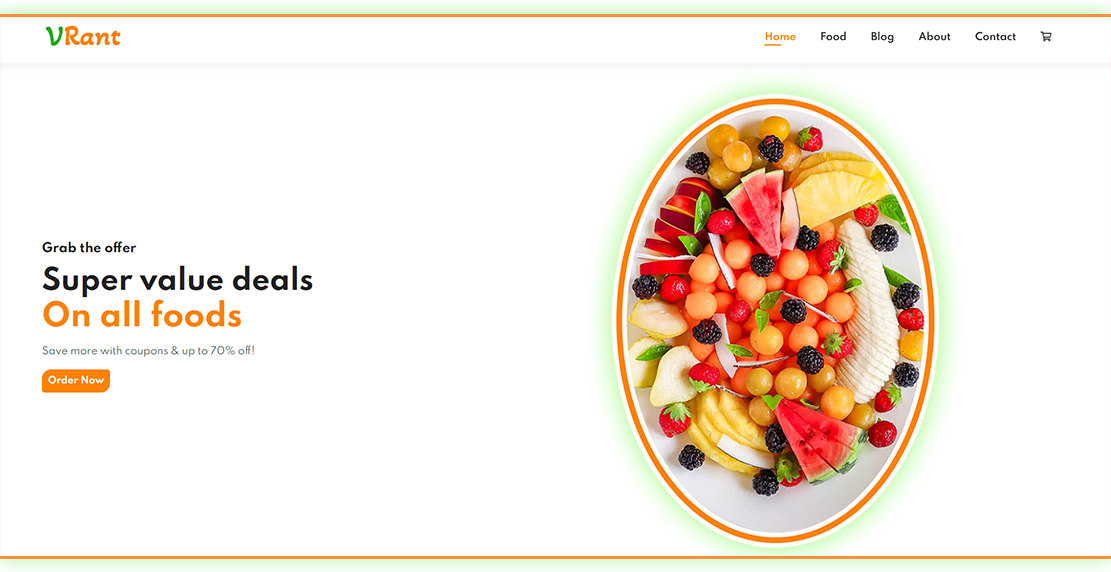 VRant
Home Food Blog About Contact
Grab the offer
Super value deals
On all foods
Save more with coupons & up to 70% off!
Order Now